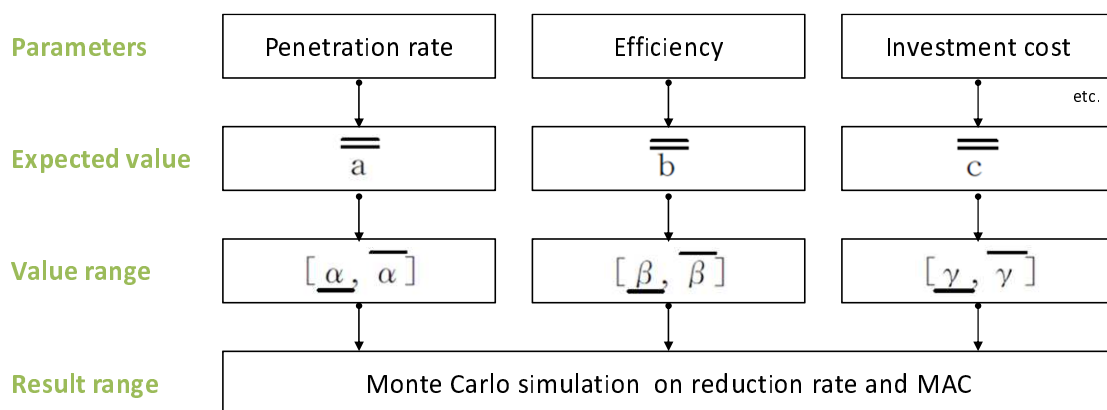 Parameters Penetration rate Efficiency Investment cost
etc.
Expected value a̿ b̿ c̿
Value range [α̲, α̅] [β̲, β̅] [γ̲, γ̅]
Result range Monte Carlo simulation on reduction rate and MAC